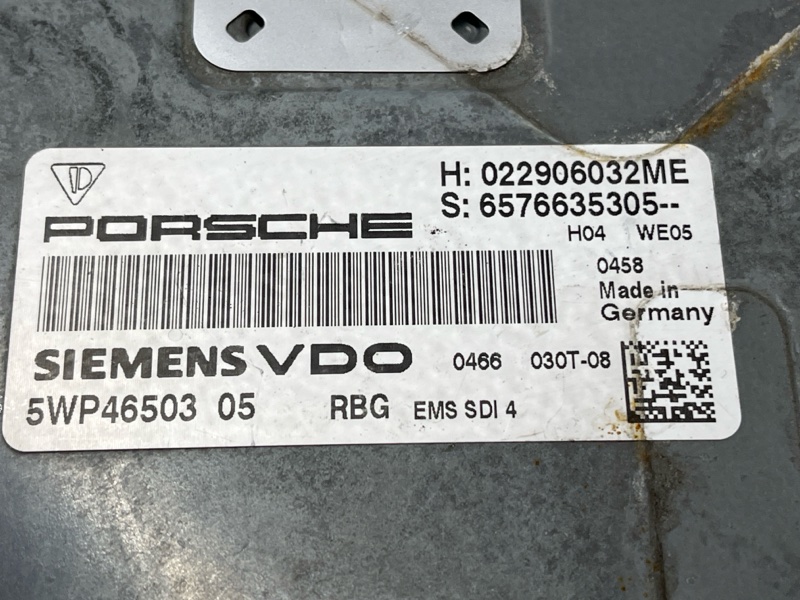 H: 022906032ME
S: 6576635305--
PORSCHE
H04 WE05
0458
Made in
Germany
SIEMENS VDO 0466 030T-08
5WP46503 05 RBG EMS SDI 4